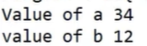 Value of a 34
value of b 12